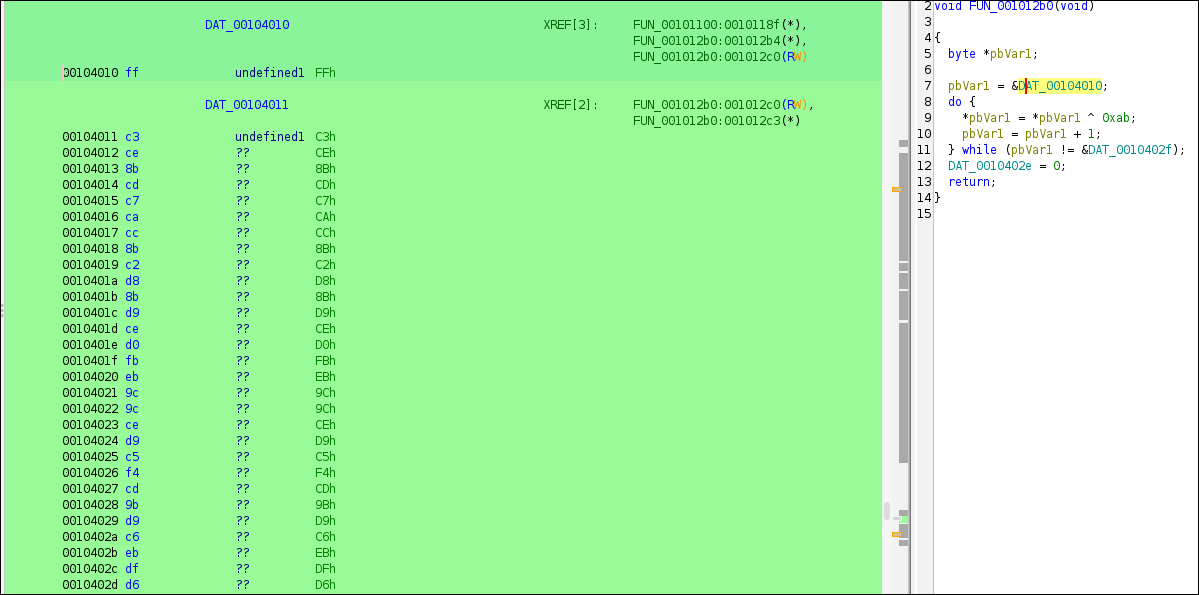 DAT_00104010 XREF[3]: FUN_00101100:0010118f(*),
FUN_001012b0:001012b4(*),
FUN_001012b0:001012c0(RW)
00104010 ff undefined1 FFh
DAT_00104011 XREF[2]: FUN_001012b0:001012c0(RW),
FUN_001012b0:001012c3(*)
00104011 c3 undefined1 C3h
00104012 ce ?? CEh
00104013 8b ?? 8Bh
00104014 cd ?? CDh
00104015 c7 ?? C7h
00104016 ca ?? CAh
00104017 cc ?? CCh
00104018 8b ?? 8Bh
00104019 c2 ?? C2h
0010401a d8 ?? D8h
0010401b 8b ?? 8Bh
0010401c d9 ?? D9h
0010401d ce ?? CEh
0010401e d0 ?? D0h
0010401f fb ?? FBh
00104020 eb ?? EBh
00104021 9c ?? 9Ch
00104022 9c ?? 9Ch
00104023 ce ?? CEh
00104024 d9 ?? D9h
00104025 c5 ?? C5h
00104026 f4 ?? F4h
00104027 cd ?? CDh
00104028 9b ?? 9Bh
00104029 d9 ?? D9h
0010402a c6 ?? C6h
0010402b eb ?? EBh
0010402c df ?? DFh
0010402d d6 ?? D6h
2 void FUN_001012b0(void)
3
4 {
5 byte *pbVar1;
6
7 pbVar1 = &DAT_00104010;
8 do {
9 *pbVar1 = *pbVar1 ^ 0xab;
10 pbVar1 = pbVar1 + 1;
11 } while (pbVar1 != &DAT_0010402f);
12 DAT_0010402e = 0;
13 return;
14 }
15